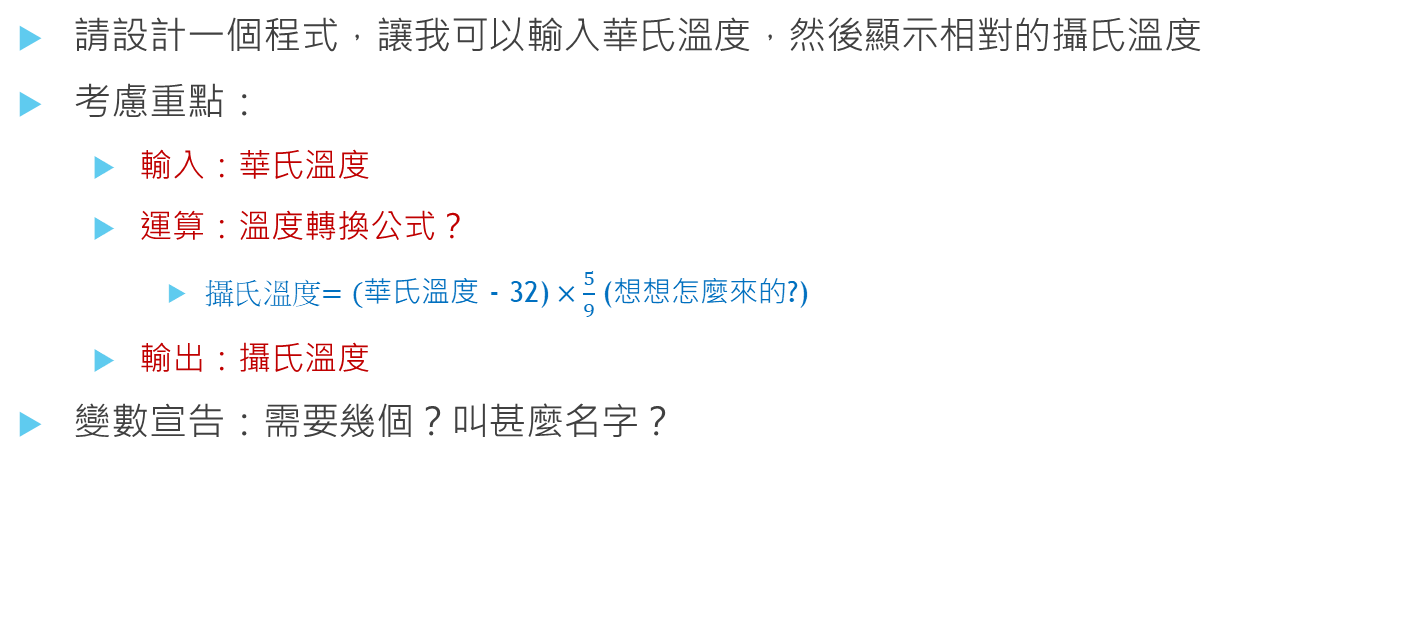 請設計一個程式，讓我可以輸入華氏溫度，然後顯示相對的攝氏溫度
考慮重點：
輸入：華氏溫度
運算：溫度轉換公式？
攝氏溫度= (華氏溫度 - 32) × 5/9 (想想怎麼來的?)
輸出：攝氏溫度
變數宣告：需要幾個？叫甚麼名字？